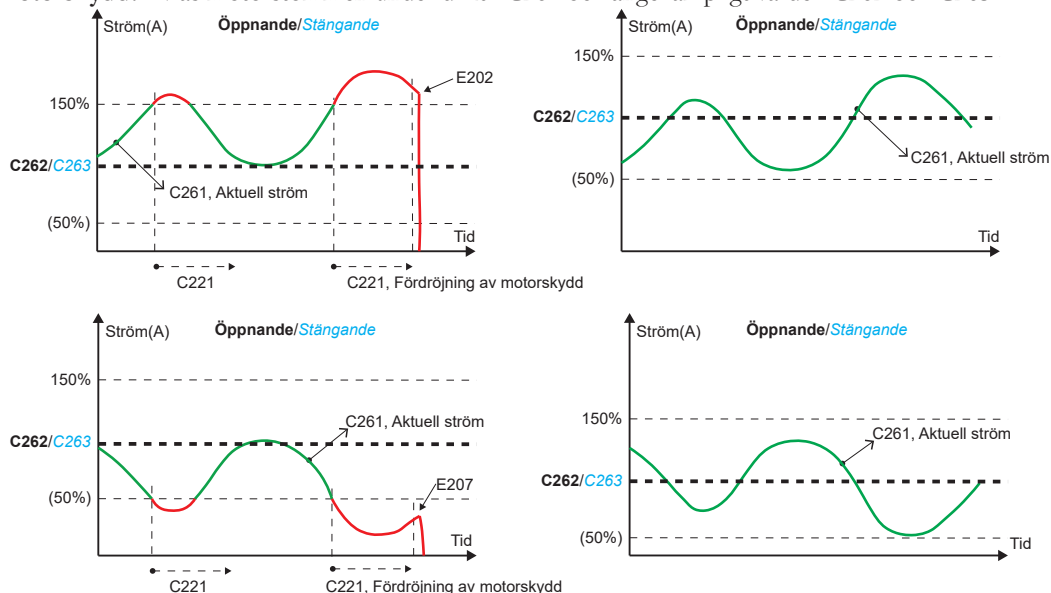 Ström(A)
Öppnande/Stängande
E202
150%
C262/C263
C261, Aktuell ström
(50%)
Tid
C221
C221, Fördröjning av motorskydd
Ström(A)
Öppnande/Stängande
150%
C262/C263
C261, Aktuell ström
(50%)
Tid
Ström(A)
Öppnande/Stängande
150%
C261, Aktuell ström
C262/C263
E207
(50%)
Tid
C221
C221, Fördröjning av motorskydd
Ström(A)
Öppnande/Stängande
150%
C261, Aktuell ström
C262/C263
(50%)
Tid